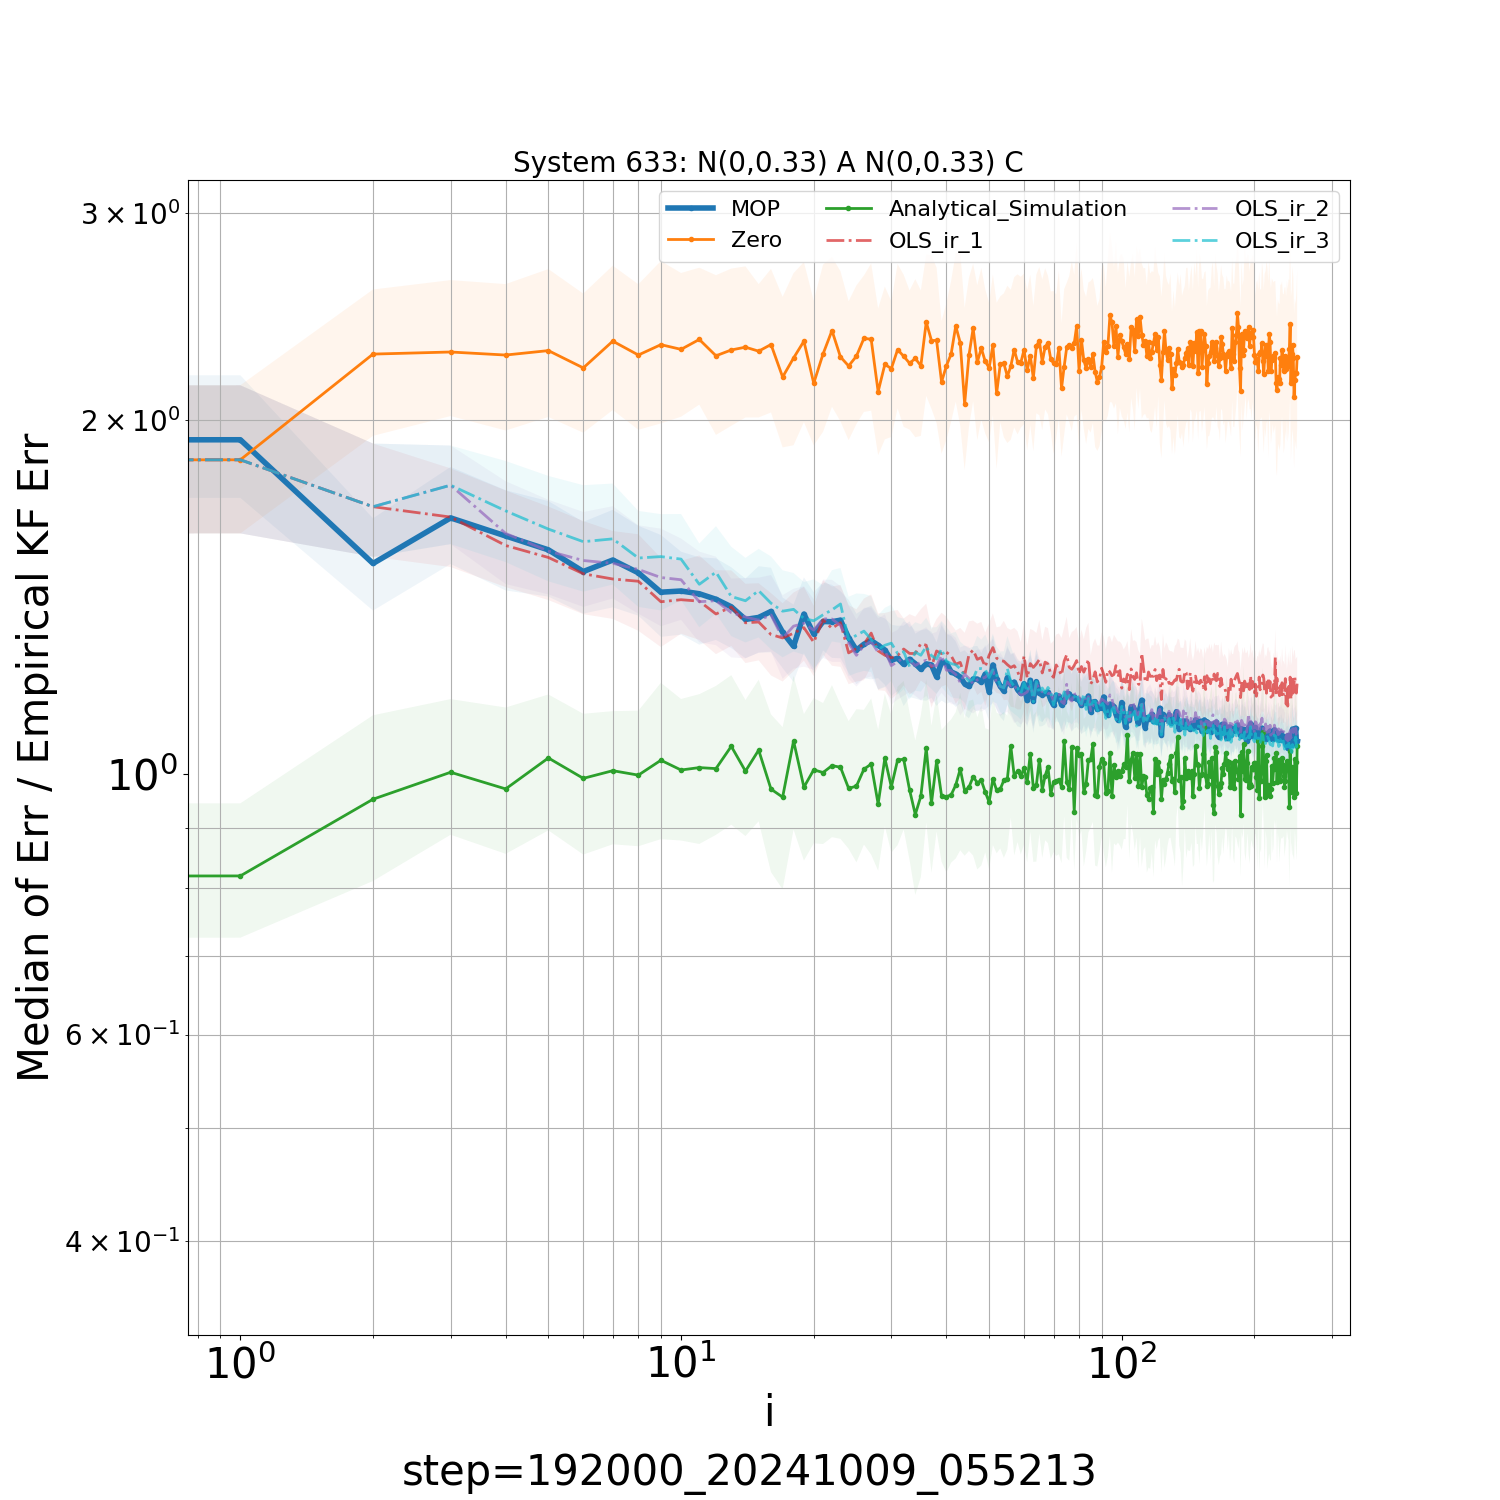 System 633: N(0,0.33) A N(0,0.33) C
MOP
Zero
Analytical_Simulation
OLS_ir_1
OLS_ir_2
OLS_ir_3
Median of Err / Empirical KF Err
3 × 10⁰
2 × 10⁰
10⁰
6 × 10⁻¹
4 × 10⁻¹
10⁰ 10¹ 10²
i
step=192000_20241009_055213